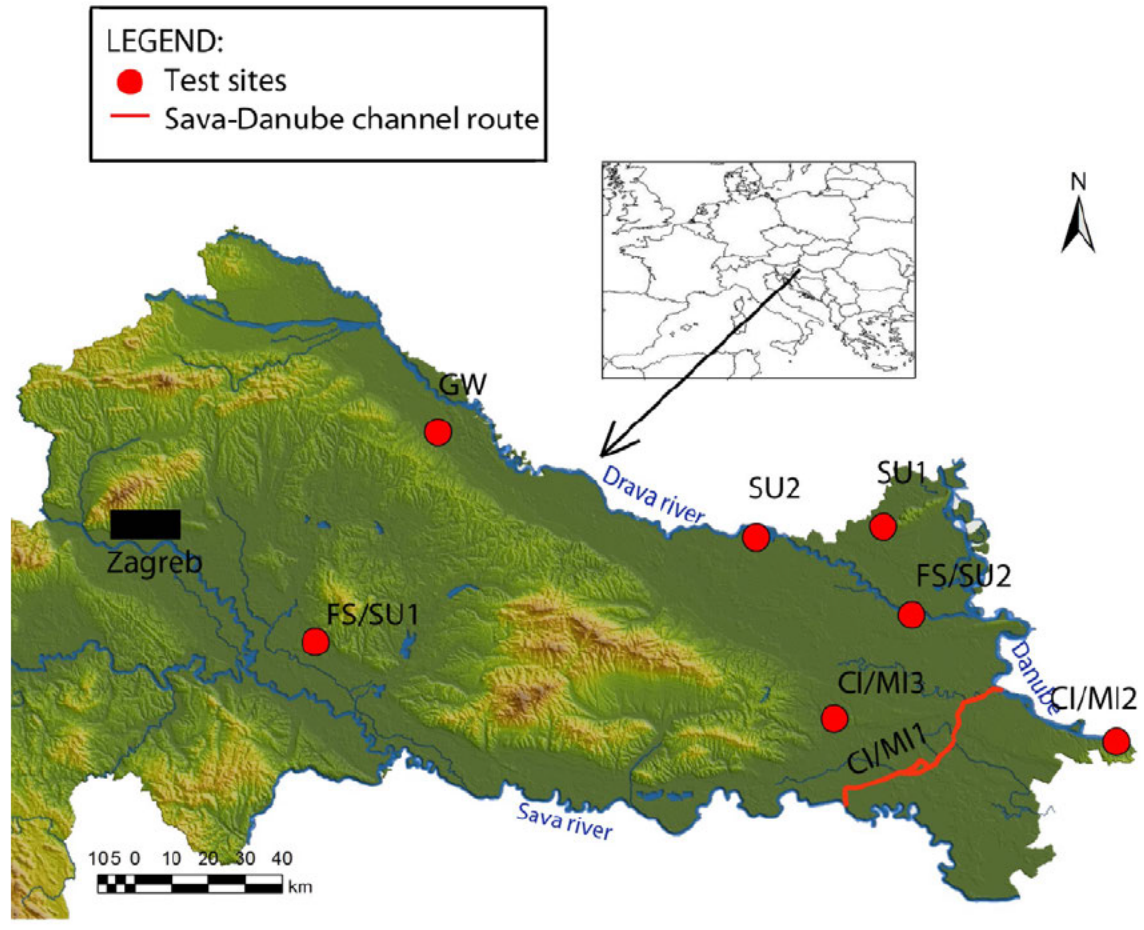 LEGEND:
Test sites
Sava-Danube channel route
N
GW
Drava river
SU2
SU1
Zagreb
FS/SU2
FS/SU1
Danube
CI/MI3
CI/MI2
CI/MI1
Sava river
105 0 10 20 30 40
km